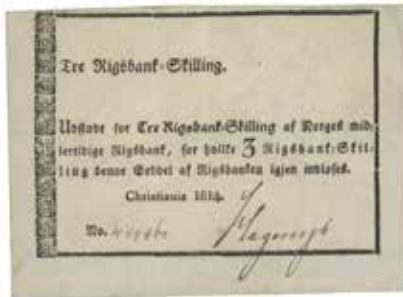 Tre Rigsbank-Skilling.
Udstedt for Tre Rigsbank-Skilling af Norges mid-
lertidige Rigsbank, for hvilke 3 Rigsbank-Skil-
ling denne Seddel af Rigsbanken igjen indløses.
Christiania 1814.
No.